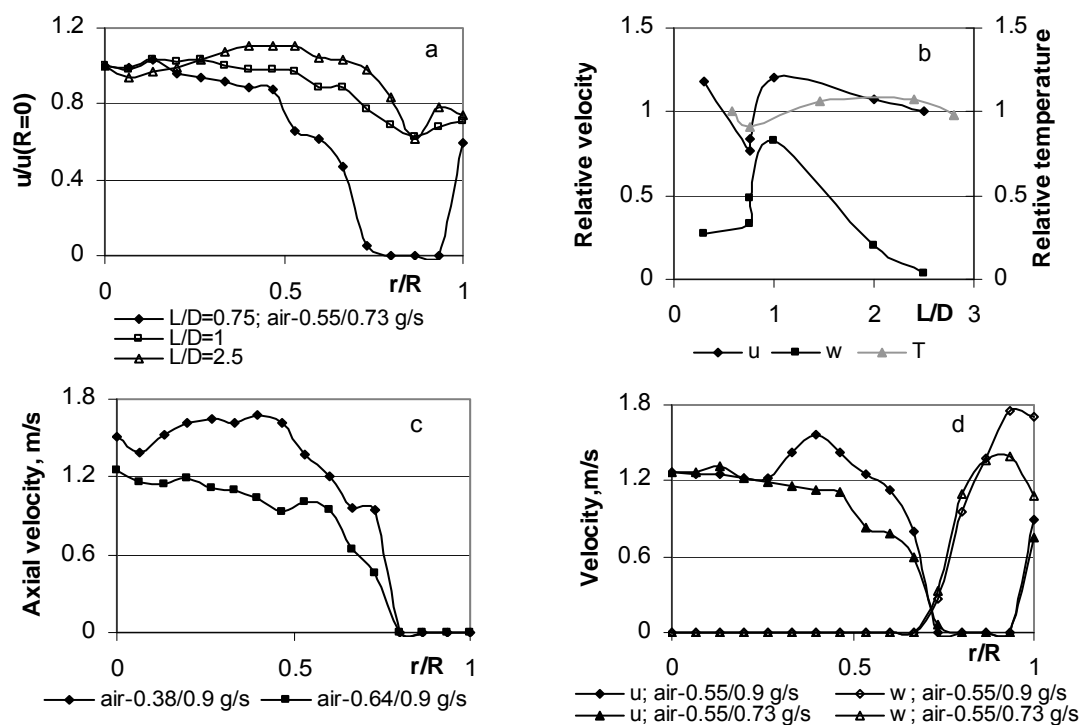 a
1.2
0.8
0.4
0
u/u(R=0)
0 0.5 1
r/R
L/D=0.75; air-0.55/0.73 g/s
L/D=1
L/D=2.5
b
1.5
1
0.5
0
Relative velocity
1.5
1
0.5
0
Relative temperature
0 1 2 3
L/D
u w T
c
1.8
1.2
0.6
0
Axial velocity, m/s
0 0.5 1
r/R
air-0.38/0.9 g/s air-0.64/0.9 g/s
d
1.8
1.2
0.6
0
Velocity,m/s
0 0.5 1
r/R
u; air-0.55/0.9 g/s w ; air-0.55/0.9 g/s
u; air-0.55/0.73 g/s w ; air-0.55/0.73 g/s